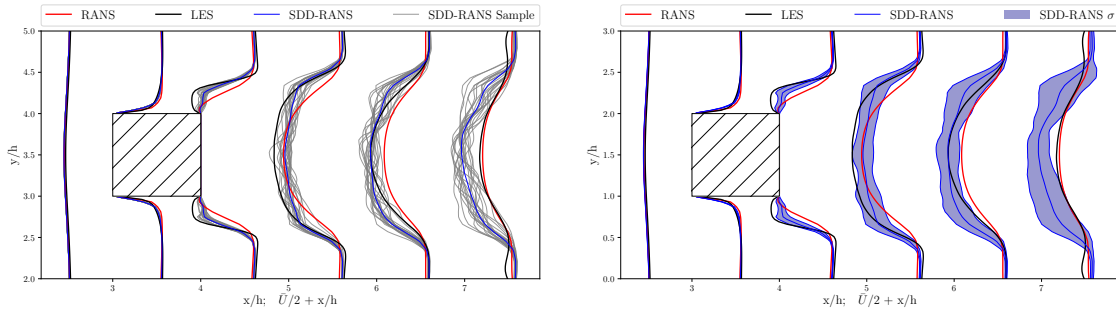 RANS LES SDD-RANS SDD-RANS Sample
5.0
4.5
4.0
3.5
3.0
2.5
2.0
y/h
3 4 5 6 7
x/h; Ū/2 + x/h
RANS LES SDD-RANS SDD-RANS σ
3.0
2.5
2.0
1.5
1.0
0.5
0.0
y/h
3 4 5 6 7
x/h; Ū/2 + x/h